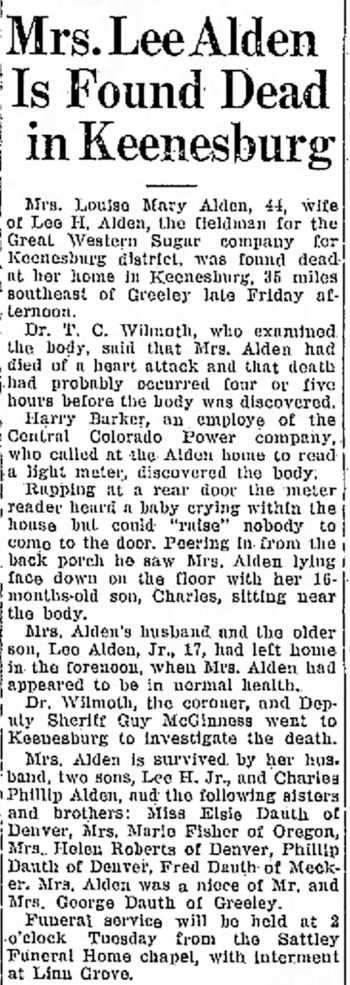 Mrs. Lee Alden
Is Found Dead
in Keenesburg
Mrs. Louise Mary Alden, 44, wife
of Lee H. Alden, the fieldman for the
Great Western Sugar company for
Keenesburg district, was found dead
at her home in Keenesburg, 35 miles
southeast of Greeley late Friday af-
ternoon.
Dr. T. C. Wilmoth, who examined
the body, said that Mrs. Alden had
died of a heart attack and that death
had probably occurred four or five
hours before the body was discovered.
Harry Barker, an employe of the
Central Colorado Power company,
who called at the Alden home to read
a light meter, discovered the body.
Rapping at a rear door the meter
reader heard a baby crying within the
house but could "raise" nobody to
come to the door. Peering in from the
back porch he saw Mrs. Alden lying
face down on the floor with her 16-
months-old son, Charles, sitting near
the body.
Mrs. Alden's husband and the older
son, Lee Alden, Jr., 17, had left home
in the forenoon, when Mrs. Alden had
appeared to be in normal health.
Dr. Wilmoth, the coroner, and Dep-
uty Sheriff Guy McGinness went to
Keenesburg to investigate the death.
Mrs. Alden is survived by her hus-
band, two sons, Lee H. Jr., and Charles
Phillip Alden, and the following sisters
and brothers: Miss Elsie Dauth of
Denver, Mrs. Marie Fisher of Oregon,
Mrs. Helen Roberts of Denver, Phillip
Dauth of Denver, Fred Dauth of Meek-
er. Mrs. Alden was a niece of Mr. and
Mrs. George Dauth of Greeley.
Funeral service will be held at 2
o'clock Tuesday from the Sattley
Funeral Home chapel, with interment
at Linn Grove.